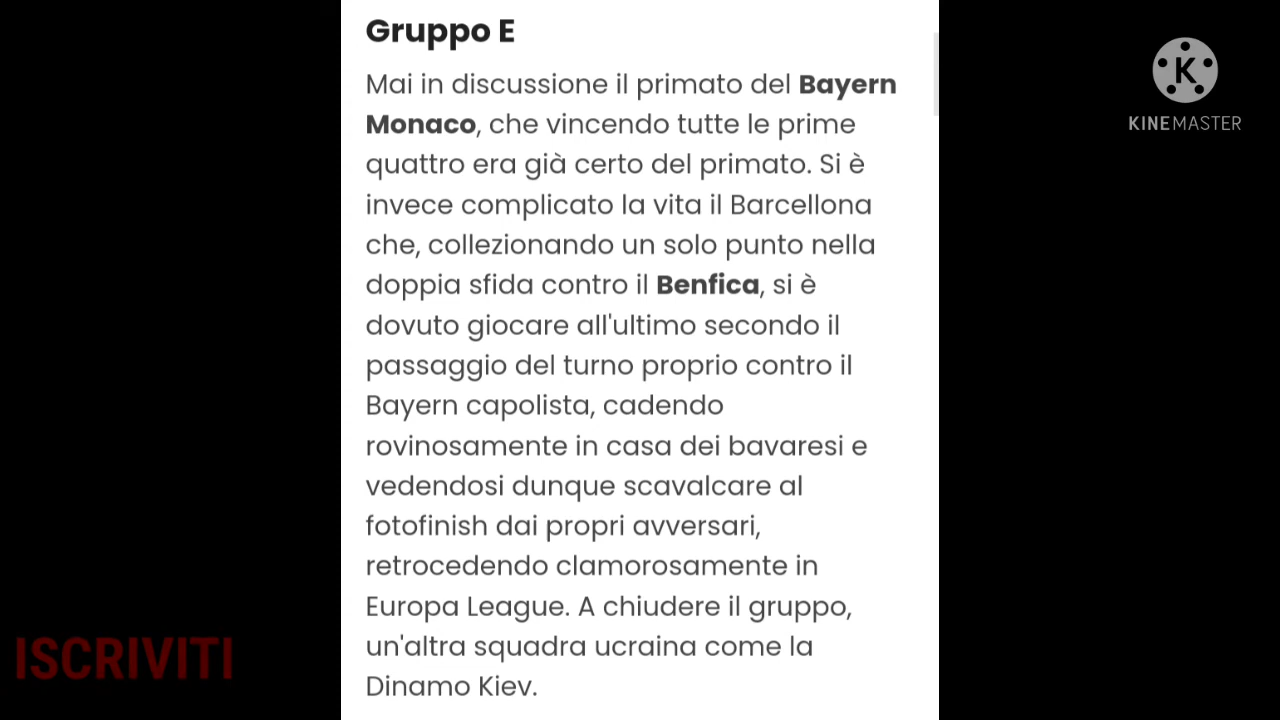 Gruppo E
Mai in discussione il primato del Bayern
Monaco, che vincendo tutte le prime
quattro era già certo del primato. Si è
invece complicato la vita il Barcellona
che, collezionando un solo punto nella
doppia sfida contro il Benfica, si è
dovuto giocare all'ultimo secondo il
passaggio del turno proprio contro il
Bayern capolista, cadendo
rovinosamente in casa dei bavaresi e
vedendosi dunque scavalcare al
fotofinish dai propri avversari,
retrocedendo clamorosamente in
Europa League. A chiudere il gruppo,
un'altra squadra ucraina come la
Dinamo Kiev.
K
KINEMASTER
ISCRIVITI